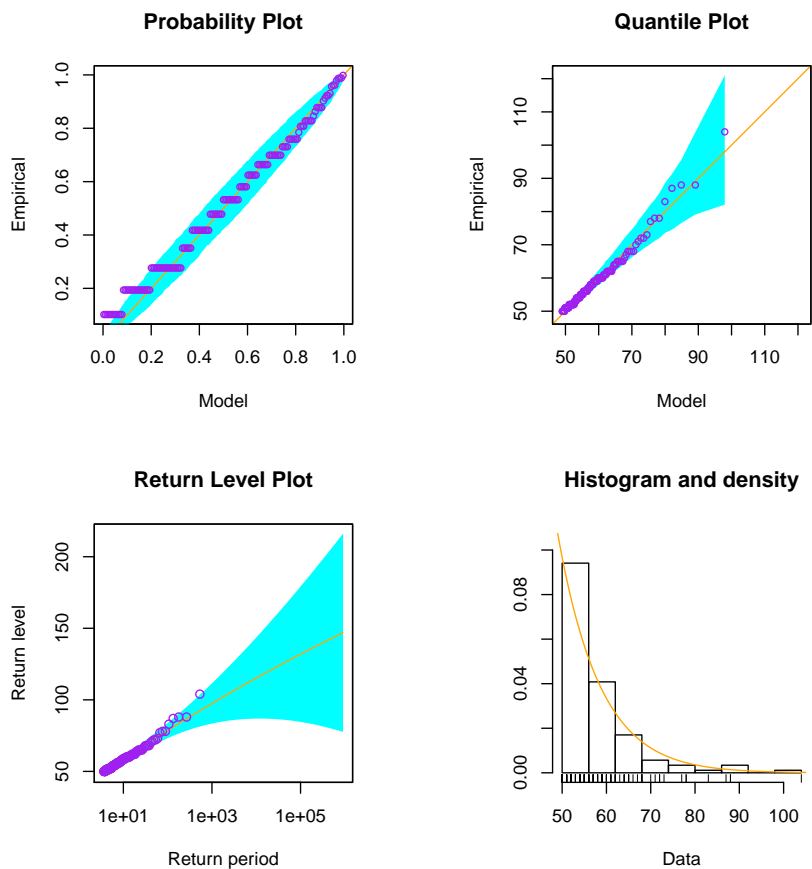 Probability Plot
Empirical
0.2 0.4 0.6 0.8 1.0
0.0 0.2 0.4 0.6 0.8 1.0
Model
Quantile Plot
Empirical
50 70 90 110
50 70 90 110
Model
Return Level Plot
Return level
50 100 150 200
1e+01 1e+03 1e+05
Return period
Histogram and density
0.00 0.04 0.08
50 60 70 80 90 100
Data